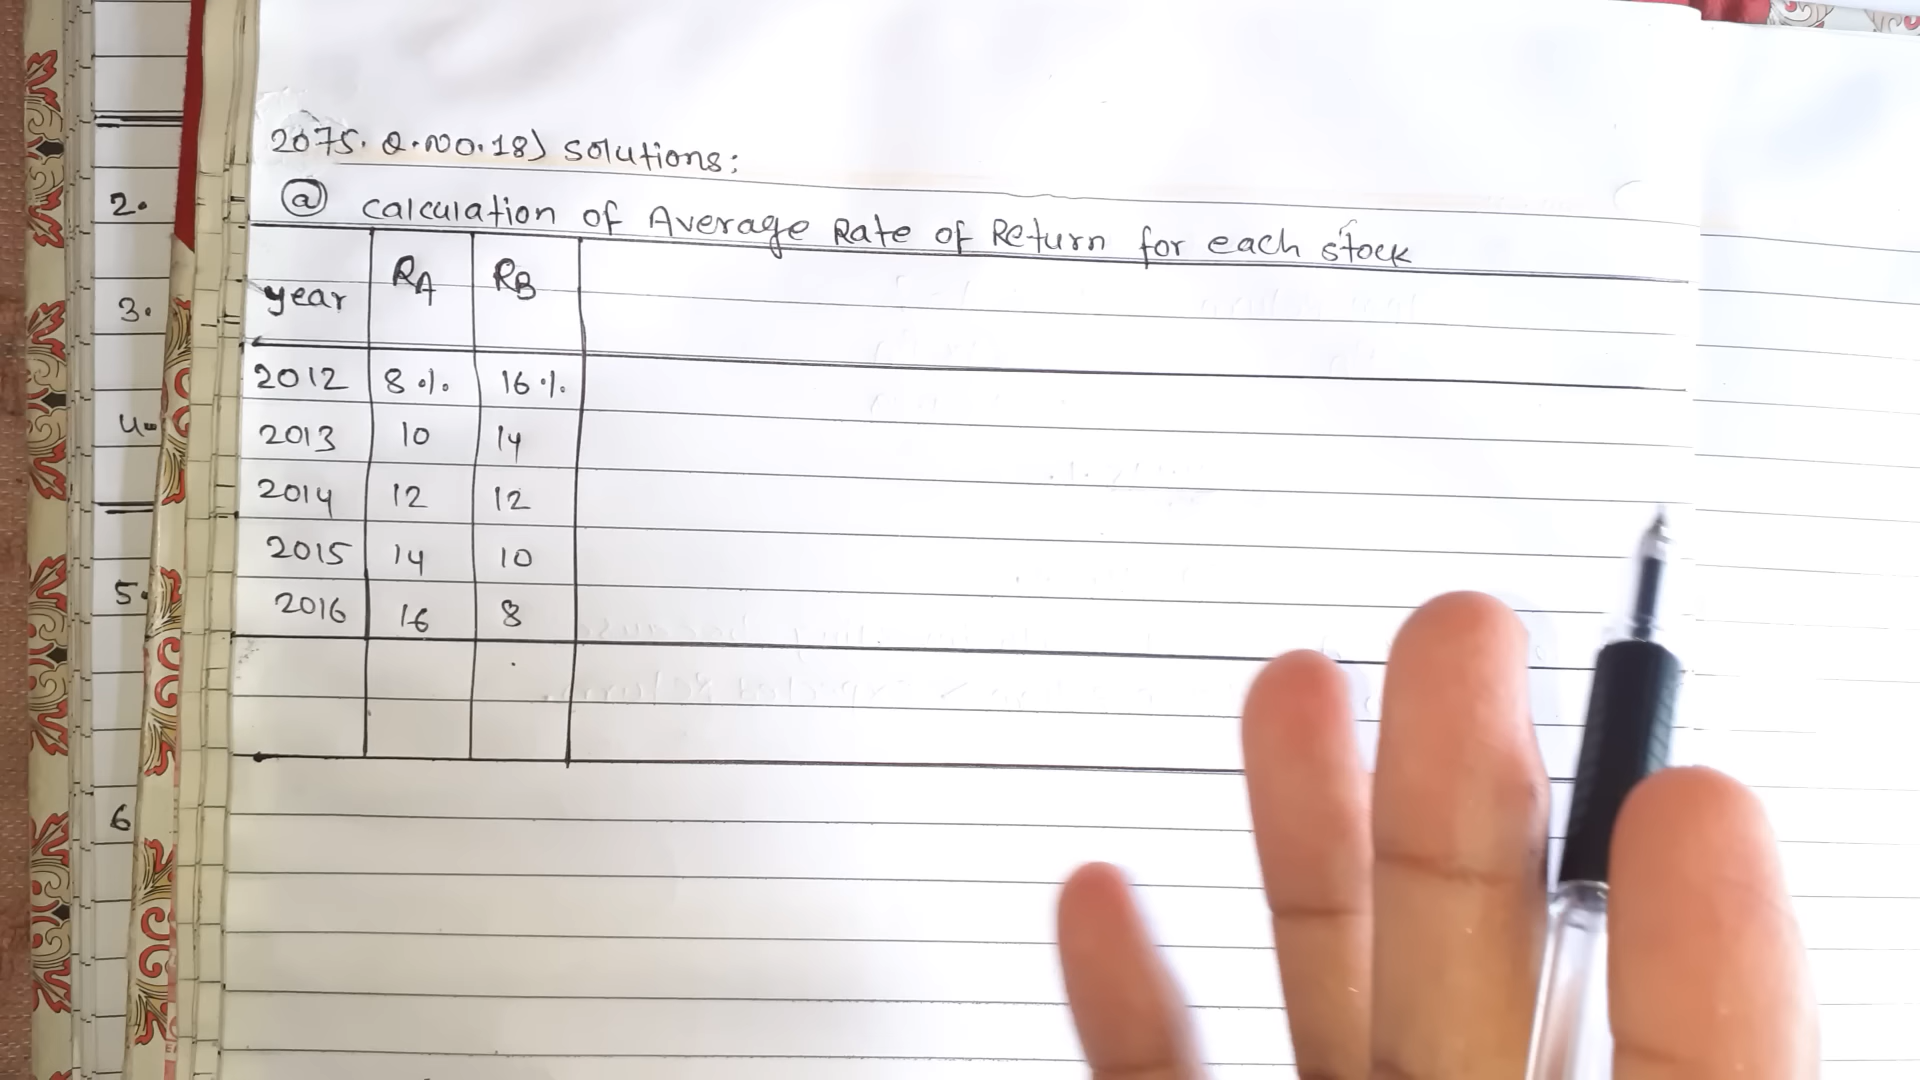 2075. Q.No.18) solutions:
ⓐ calculation of Average Rate of Return for each stock
year RA RB
2012 8% 16%
2013 10 14
2014 12 12
2015 14 10
2016 16 8
2.
3.
4.
5.
6